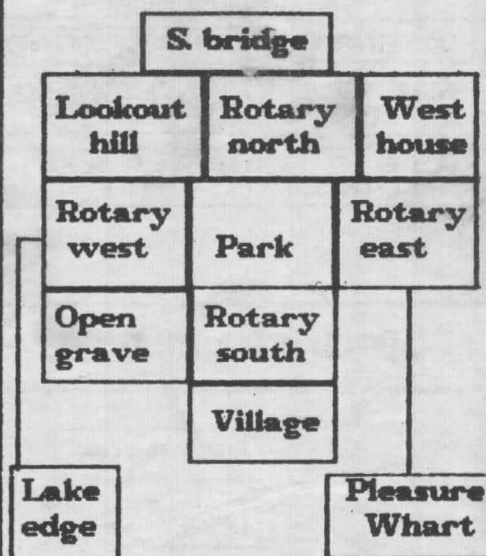 S. bridge
Lookout
hill
Rotary
north
West
house
Rotary
west
Park
Rotary
east
Open
grave
Rotary
south
Village
Lake
edge
Pleasure
Whart